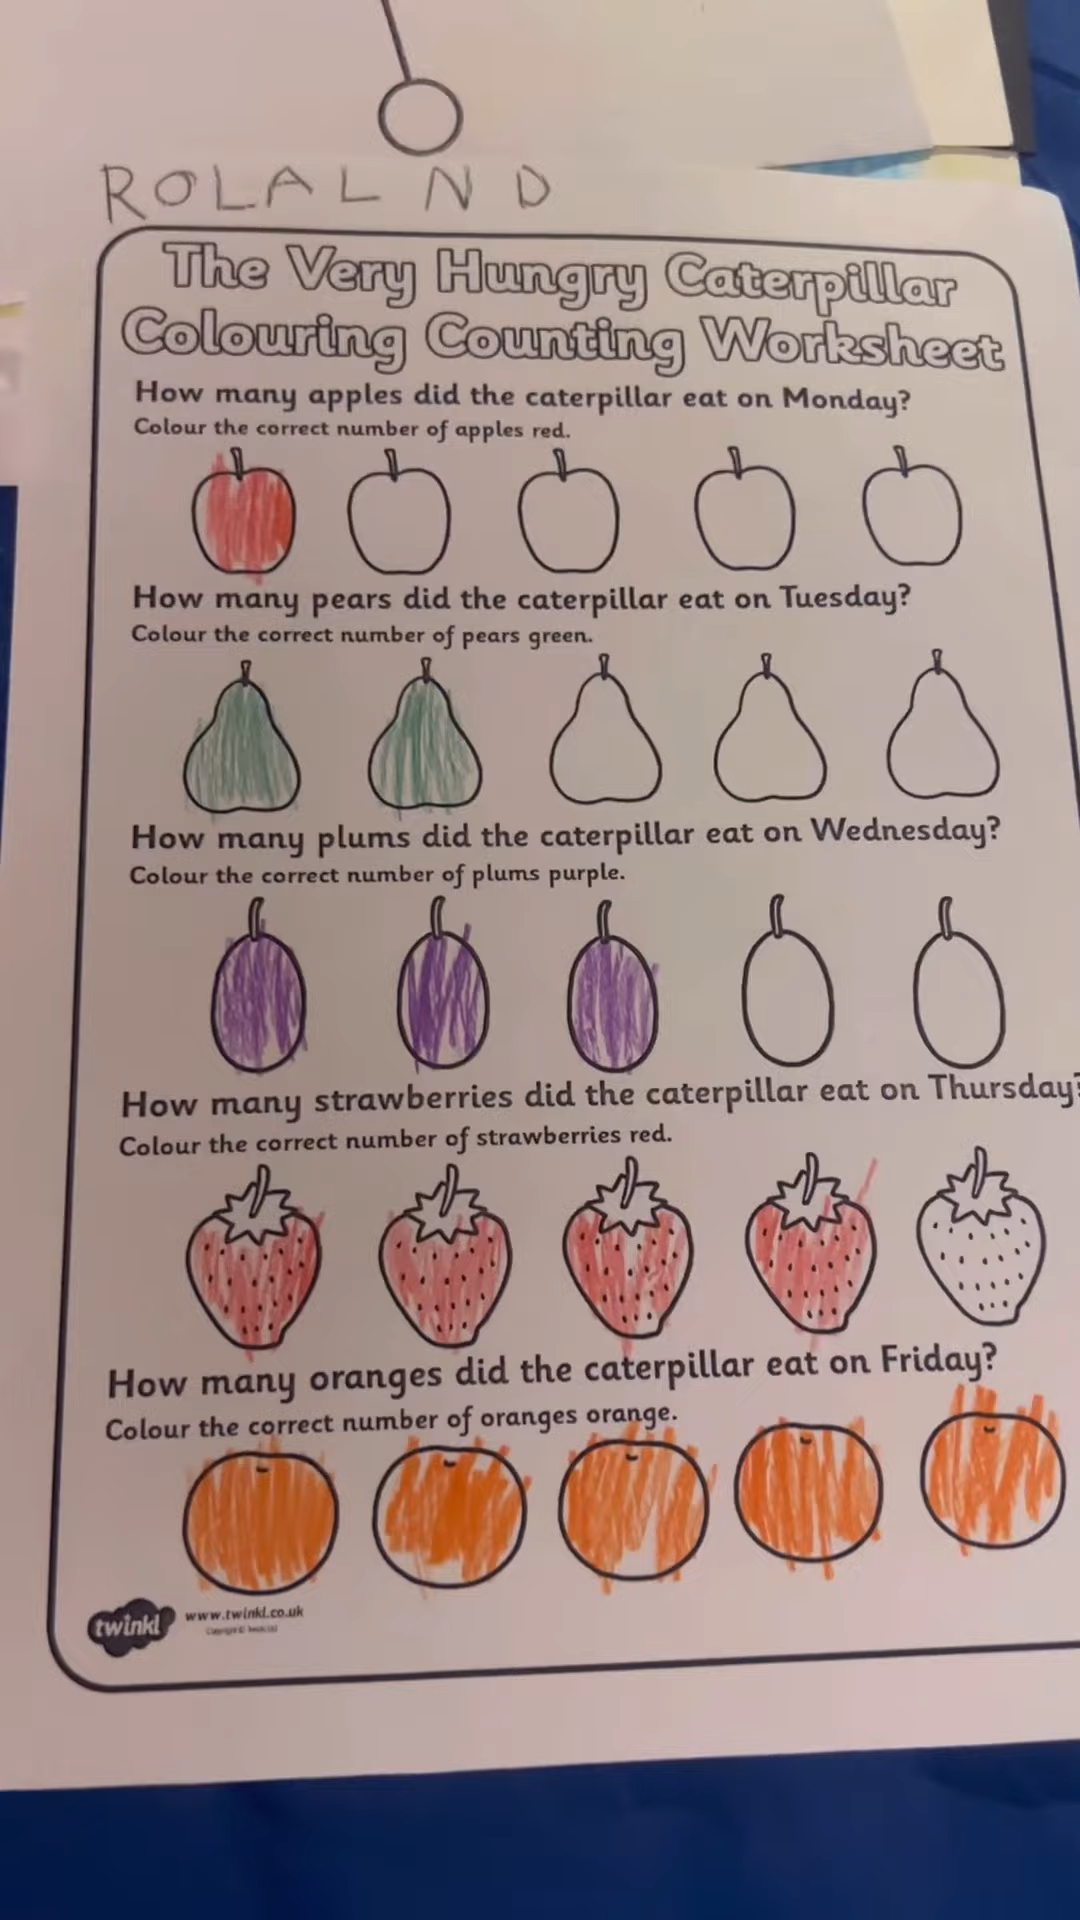 ROLALND
The Very Hungry Caterpillar
Colouring Counting Worksheet
How many apples did the caterpillar eat on Monday?
Colour the correct number of apples red.
How many pears did the caterpillar eat on Tuesday?
Colour the correct number of pears green.
How many plums did the caterpillar eat on Wednesday?
Colour the correct number of plums purple.
How many strawberries did the caterpillar eat on Thursday?
Colour the correct number of strawberries red.
How many oranges did the caterpillar eat on Friday?
Colour the correct number of oranges orange.
twinkl
www.twinkl.co.uk